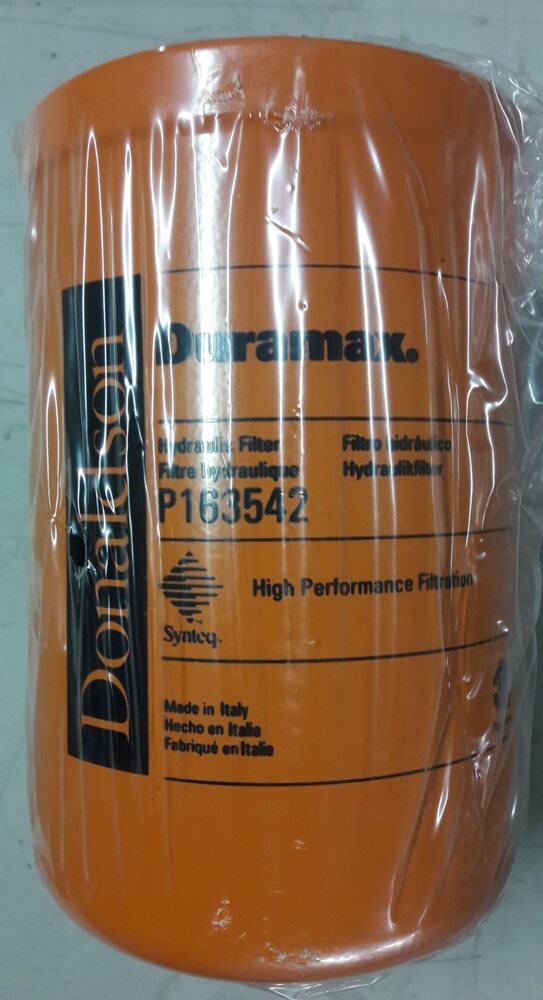 Donaldson
Duramax.
Hydraulic Filter Filtro hidráulico
Filtre hydraulique Hydraulikfilter
P163542
High Performance Filtration
Synteq™
Made in Italy
Hecho en Italia
Fabriqué en Italie